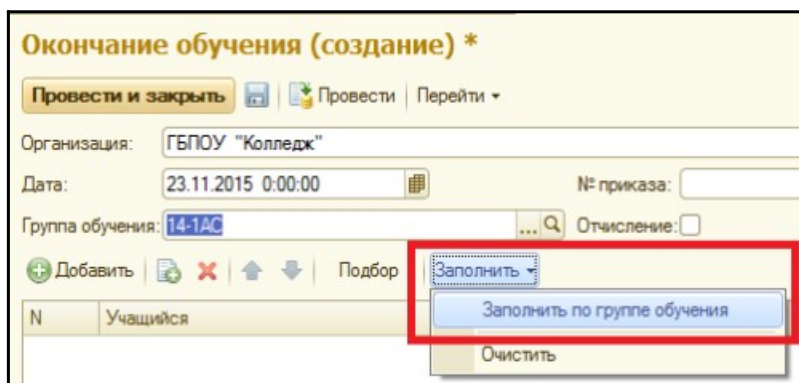 Окончание обучения (создание) *
Провести и закрыть Провести Перейти
Организация: ГБПОУ "Колледж"
Дата: 23.11.2015 0:00:00 № приказа:
Группа обучения: 14-1АС ... Отчисление:
Добавить Подбор Заполнить
N Учащийся Заполнить по группе обучения
Очистить